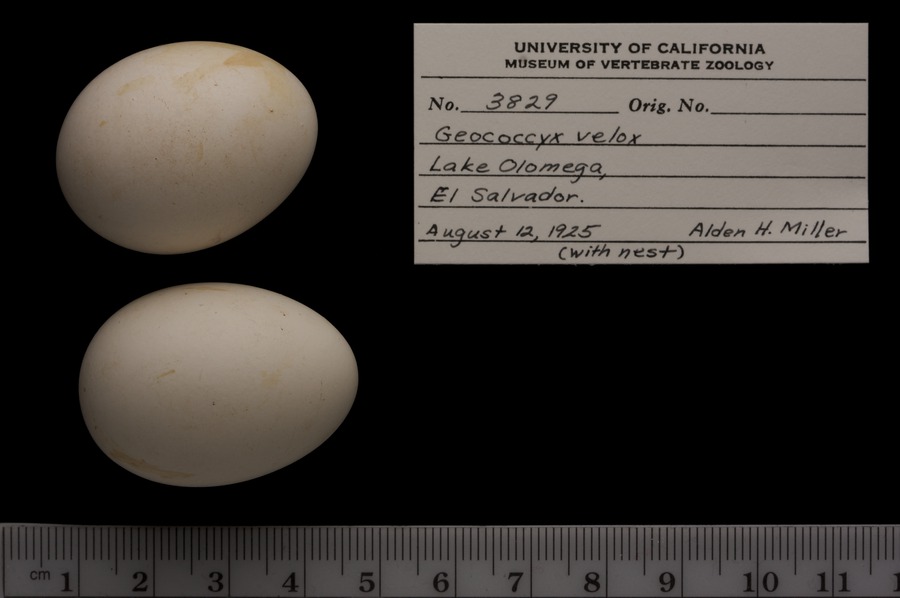 UNIVERSITY OF CALIFORNIA
MUSEUM OF VERTEBRATE ZOOLOGY
No. 3829 Orig. No.
Geococcyx velox
Lake Olomega,
El Salvador.
August 12, 1925 Alden H. Miller
(with nest)
cm 1 2 3 4 5 6 7 8 9 10 11